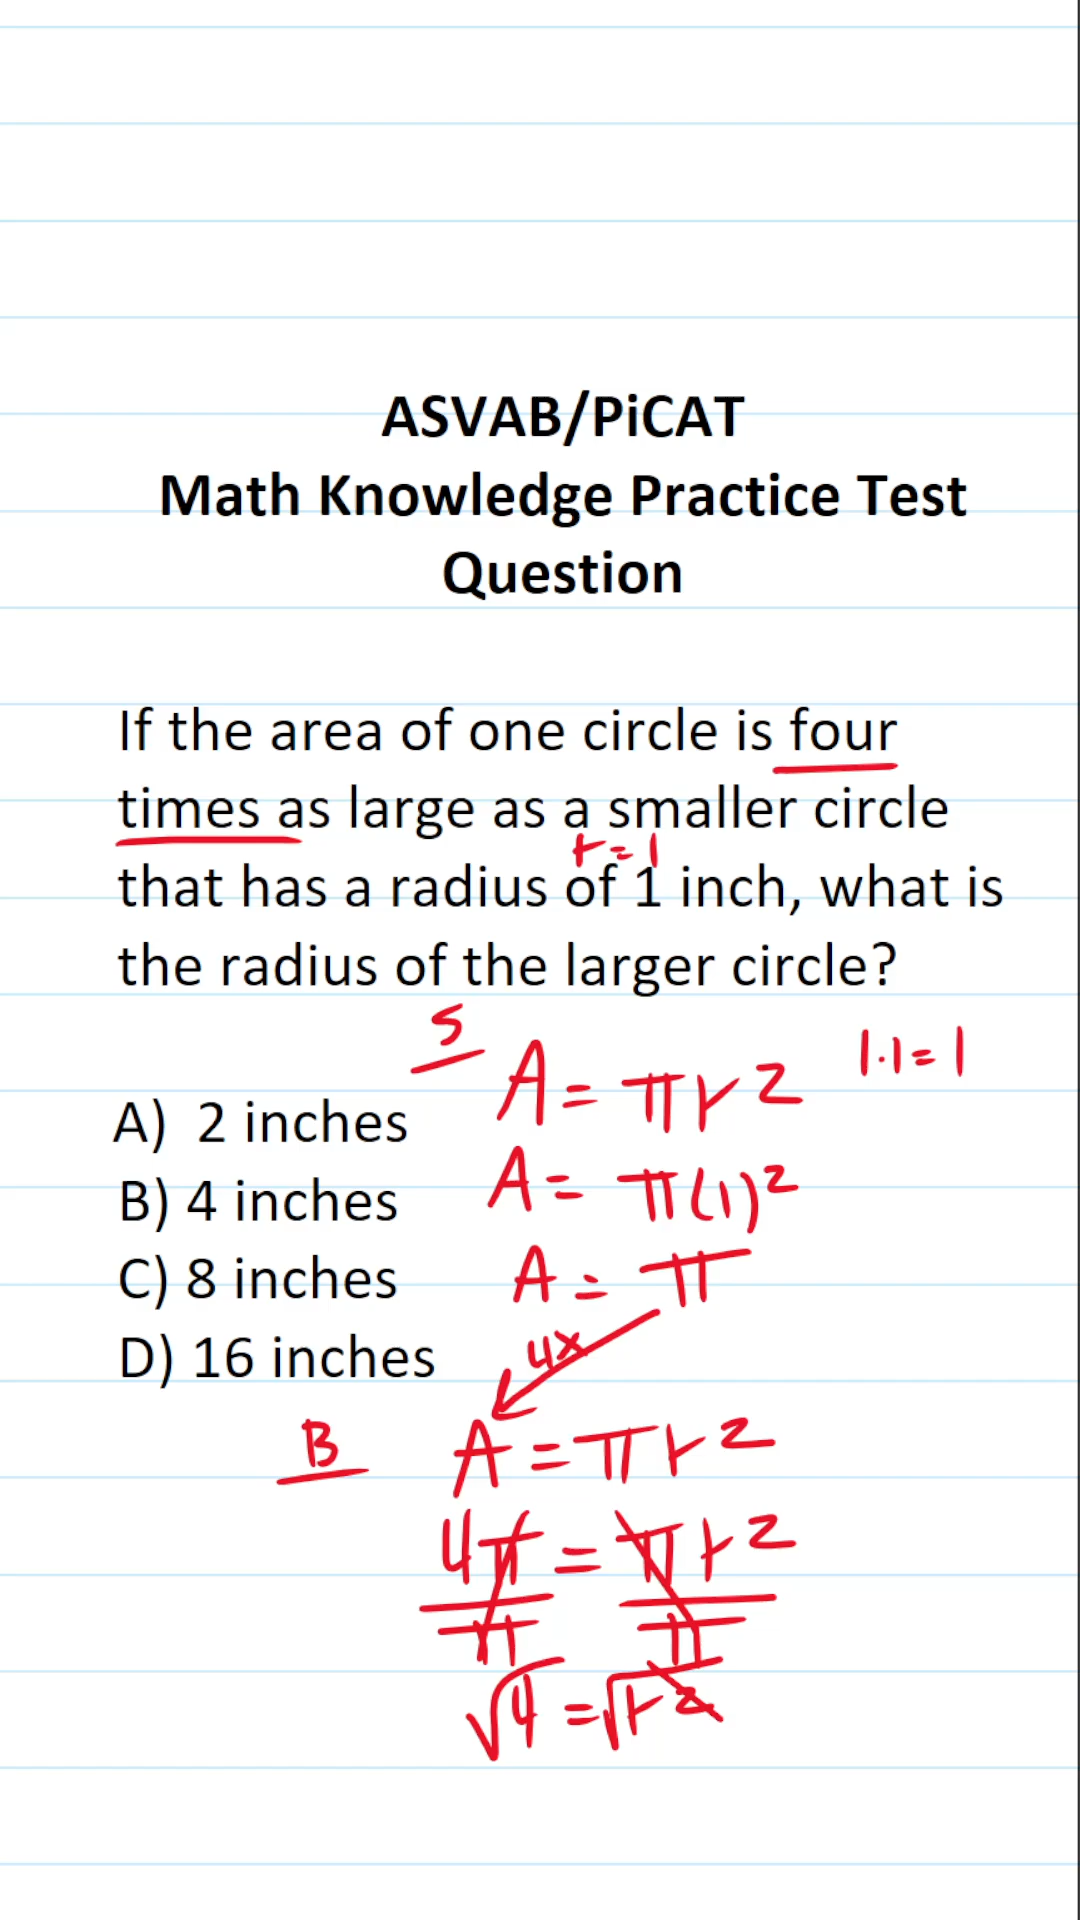 ASVAB/PiCAT
Math Knowledge Practice Test
Question
If the area of one circle is four
times as large as a smaller circle
r=1
that has a radius of 1 inch, what is
the radius of the larger circle?
S
A = πr² 1·1=1
A) 2 inches
A = π(1)²
B) 4 inches
A = π
C) 8 inches
4x
D) 16 inches
B A = πr²
4π = πr²
π π
√4 = √r²